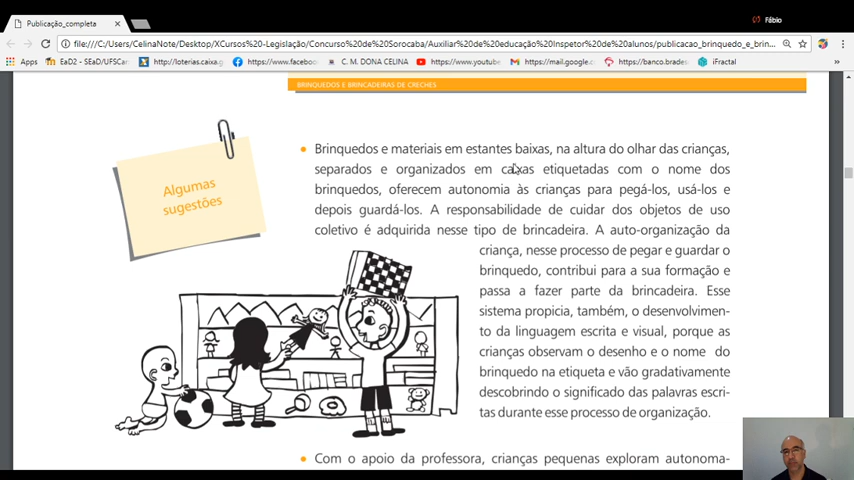 Publicação_completa
Fábio
file:///C:/Users/CelinaNote/Desktop/XCursos%20-Legislação/Concurso%20de%20Sorocaba/Auxiliar%20de%20educação%20Inspetor%20de%20alunos/publicacao_brinquedo_e_brin...
Apps
EaD2 - SEaD/UFSCar
http://loterias.caixa.g
https://www.faceboo
C. M. DONA CELINA
https://www.youtube
https://mail.google.c
https://banco.brades
iFractal
BRINQUEDOS E BRINCADEIRAS DE CRECHES
Algumas
sugestões
• Brinquedos e materiais em estantes baixas, na altura do olhar das crianças,
separados e organizados em caixas etiquetadas com o nome dos
brinquedos, oferecem autonomia às crianças para pegá-los, usá-los e
depois guardá-los. A responsabilidade de cuidar dos objetos de uso
coletivo é adquirida nesse tipo de brincadeira. A auto-organização da
criança, nesse processo de pegar e guardar o
brinquedo, contribui para a sua formação e
passa a fazer parte da brincadeira. Esse
sistema propicia, também, o desenvolvimen-
to da linguagem escrita e visual, porque as
crianças observam o desenho e o nome do
brinquedo na etiqueta e vão gradativamente
descobrindo o significado das palavras escri-
tas durante esse processo de organização.
• Com o apoio da professora, crianças pequenas exploram autonoma-